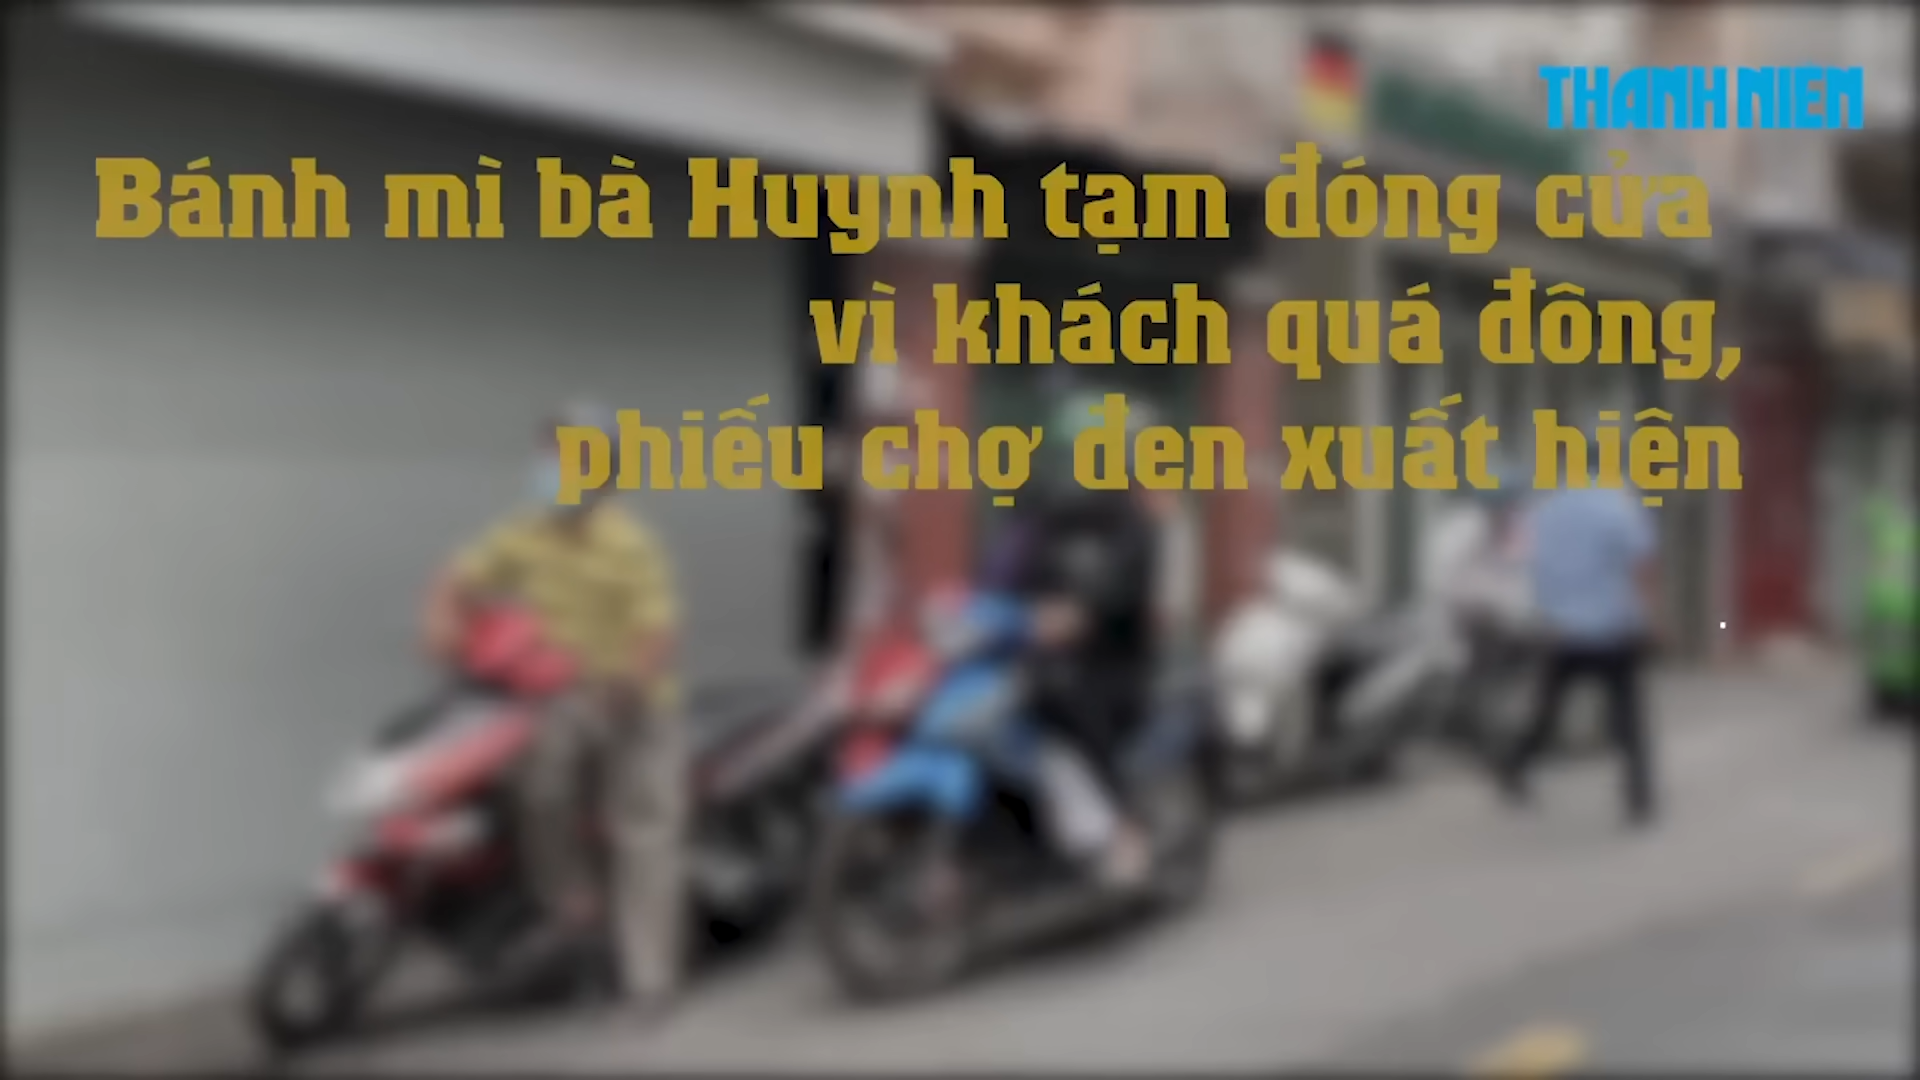 THANH NIEN
Bánh mì bà Huynh tạm đóng cửa
vì khách quá đông,
phiếu chợ đen xuất hiện